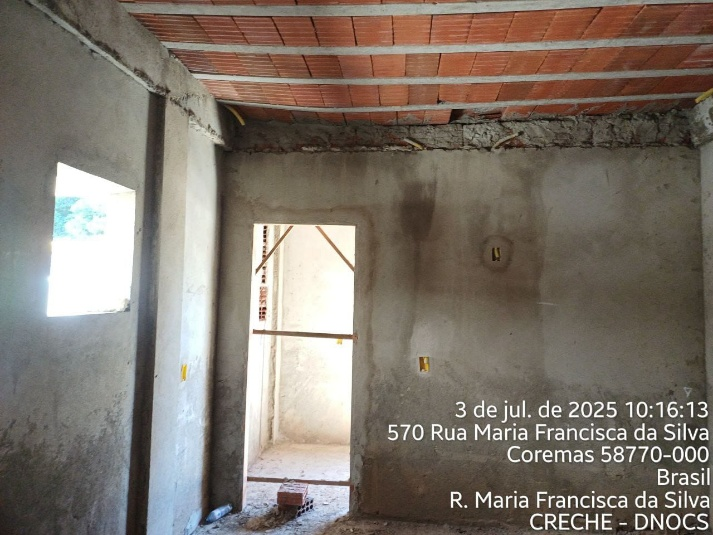 3 de jul. de 2025 10:16:13
570 Rua Maria Francisca da Silva
Coremas 58770-000
Brasil
R. Maria Francisca da Silva
CRECHE - DNOCS